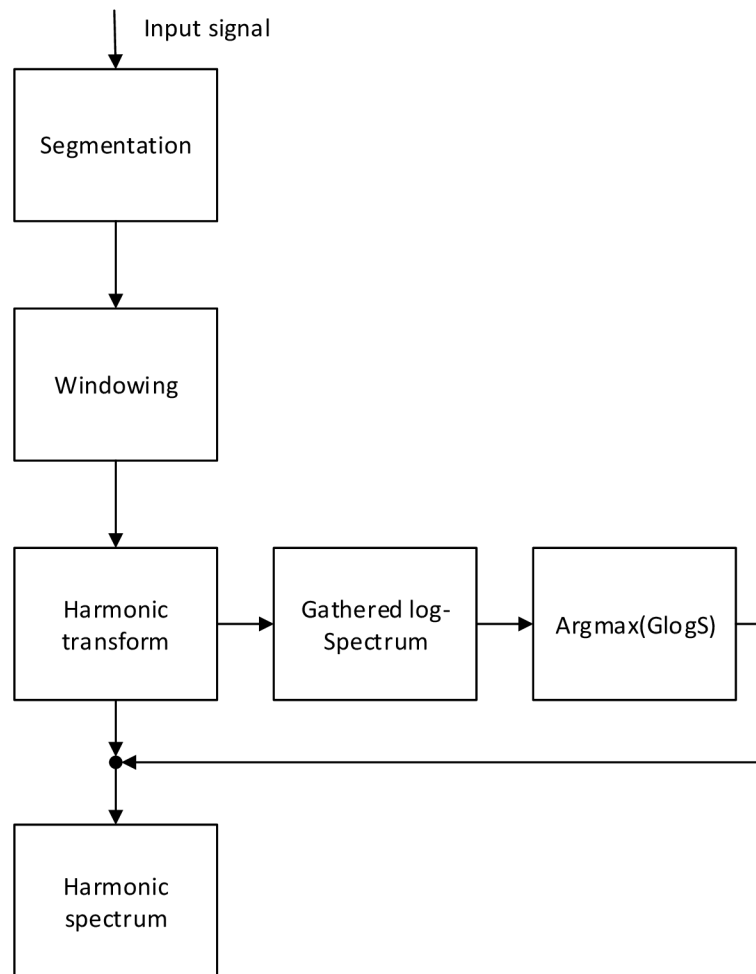 Input signal
Segmentation
Windowing
Harmonic
transform
Gathered log-
Spectrum
Argmax(GlogS)
Harmonic
spectrum